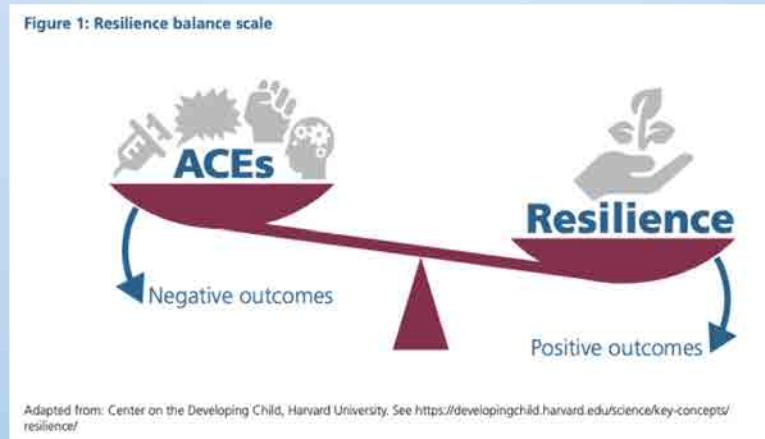 Figure 1: Resilience balance scale
ACEs
Resilience
Negative outcomes
Positive outcomes
Adapted from: Center on the Developing Child, Harvard University. See https://developingchild.harvard.edu/science/key-concepts/
resilience/